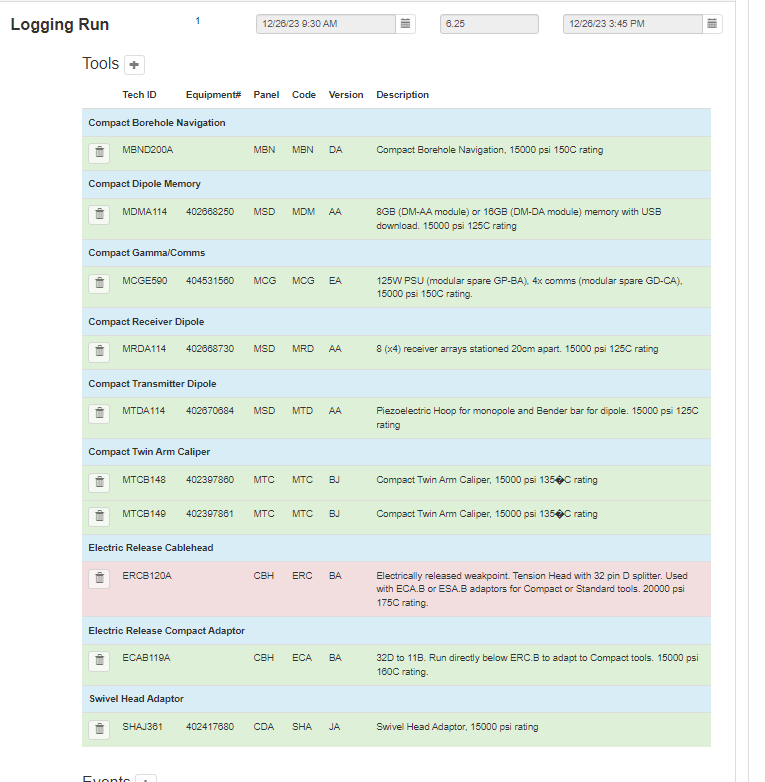 Logging Run 1 12/26/23 9:30 AM 6.25 12/26/23 3:45 PM
Tools
Tech ID Equipment# Panel Code Version Description
Compact Borehole Navigation
MBND200A MBN MBN DA Compact Borehole Navigation, 15000 psi 150C rating
Compact Dipole Memory
MDMA114 402668250 MSD MDM AA 8GB (DM-AA module) or 16GB (DM-DA module) memory with USB
download. 15000 psi 125C rating
Compact Gamma/Comms
MCGE590 404531560 MCG MCG EA 125W PSU (modular spare GP-BA), 4x comms (modular spare GD-CA),
15000 psi 150C rating.
Compact Receiver Dipole
MRDA114 402668730 MSD MRD AA 8 (x4) receiver arrays stationed 20cm apart. 15000 psi 125C rating
Compact Transmitter Dipole
MTDA114 402670684 MSD MTD AA Piezoelectric Hoop for monopole and Bender bar for dipole. 15000 psi 125C
rating
Compact Twin Arm Caliper
MTCB148 402397860 MTC MTC BJ Compact Twin Arm Caliper, 15000 psi 135�C rating
MTCB149 402397861 MTC MTC BJ Compact Twin Arm Caliper, 15000 psi 135�C rating
Electric Release Cablehead
ERCB120A CBH ERC BA Electrically released weakpoint. Tension Head with 32 pin D splitter. Used
with ECA.B or ESA.B adaptors for Compact or Standard tools. 20000 psi
175C rating.
Electric Release Compact Adaptor
ECAB119A CBH ECA BA 32D to 11B. Run directly below ERC.B to adapt to Compact tools. 15000 psi
160C rating.
Swivel Head Adaptor
SHAJ361 402417680 CDA SHA JA Swivel Head Adaptor, 15000 psi rating
Events